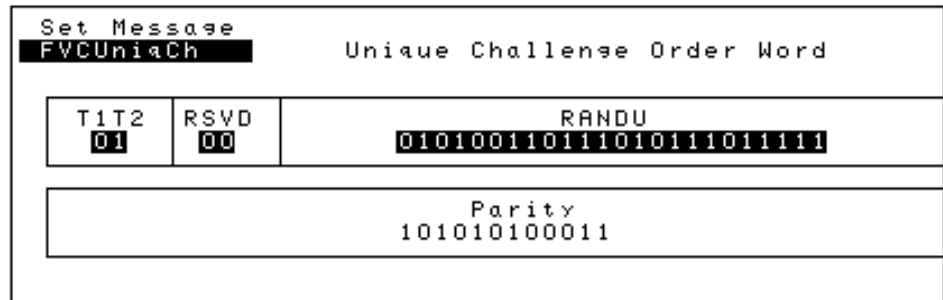 Set Message
FVCUniqCh
Unique Challenge Order Word
T1T2 RSVD RANDU
01 00 010100110111010111011111
Parity
101010100011